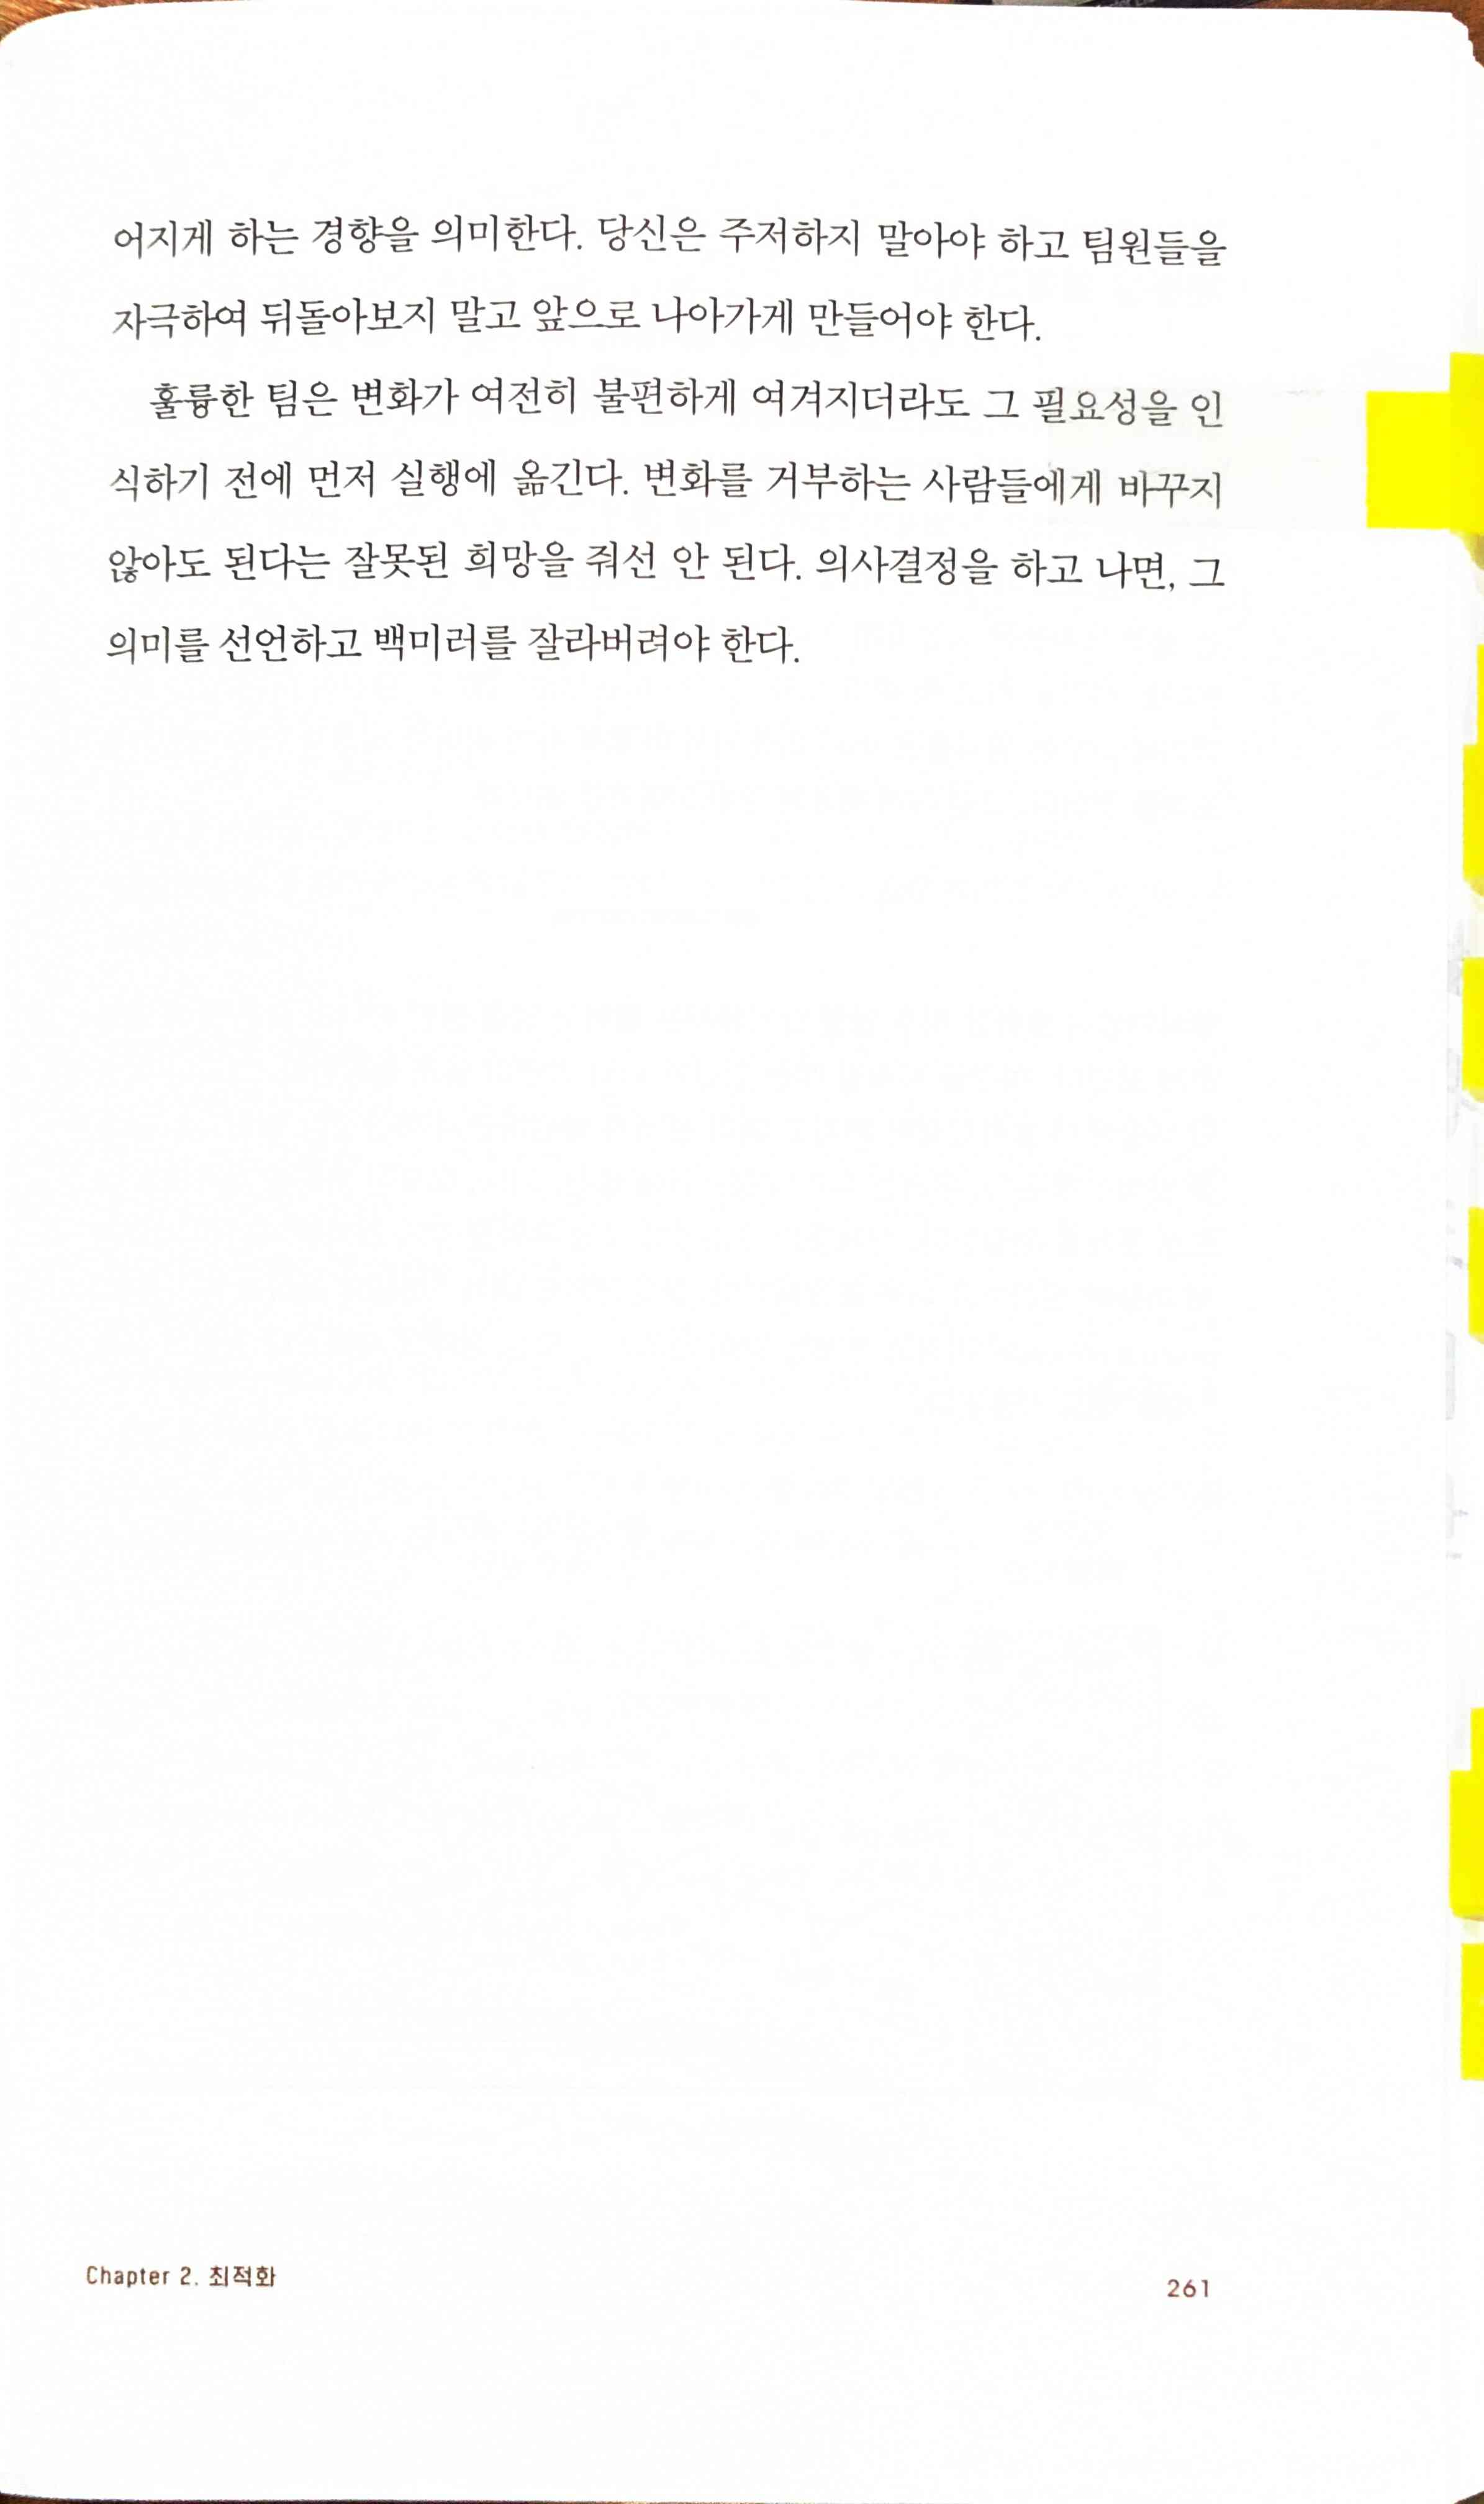 어지게 하는 경향을 의미한다. 당신은 주저하지 말아야 하고 팀원들을
자극하여 뒤돌아보지 말고 앞으로 나아가게 만들어야 한다.
훌륭한 팀은 변화가 여전히 불편하게 여겨지더라도 그 필요성을 인
식하기 전에 먼저 실행에 옮긴다. 변화를 거부하는 사람들에게 바꾸지
않아도 된다는 잘못된 희망을 줘선 안 된다. 의사결정을 하고 나면, 그
의미를 선언하고 백미러를 잘라버려야 한다.
Chapter 2. 최적화
261